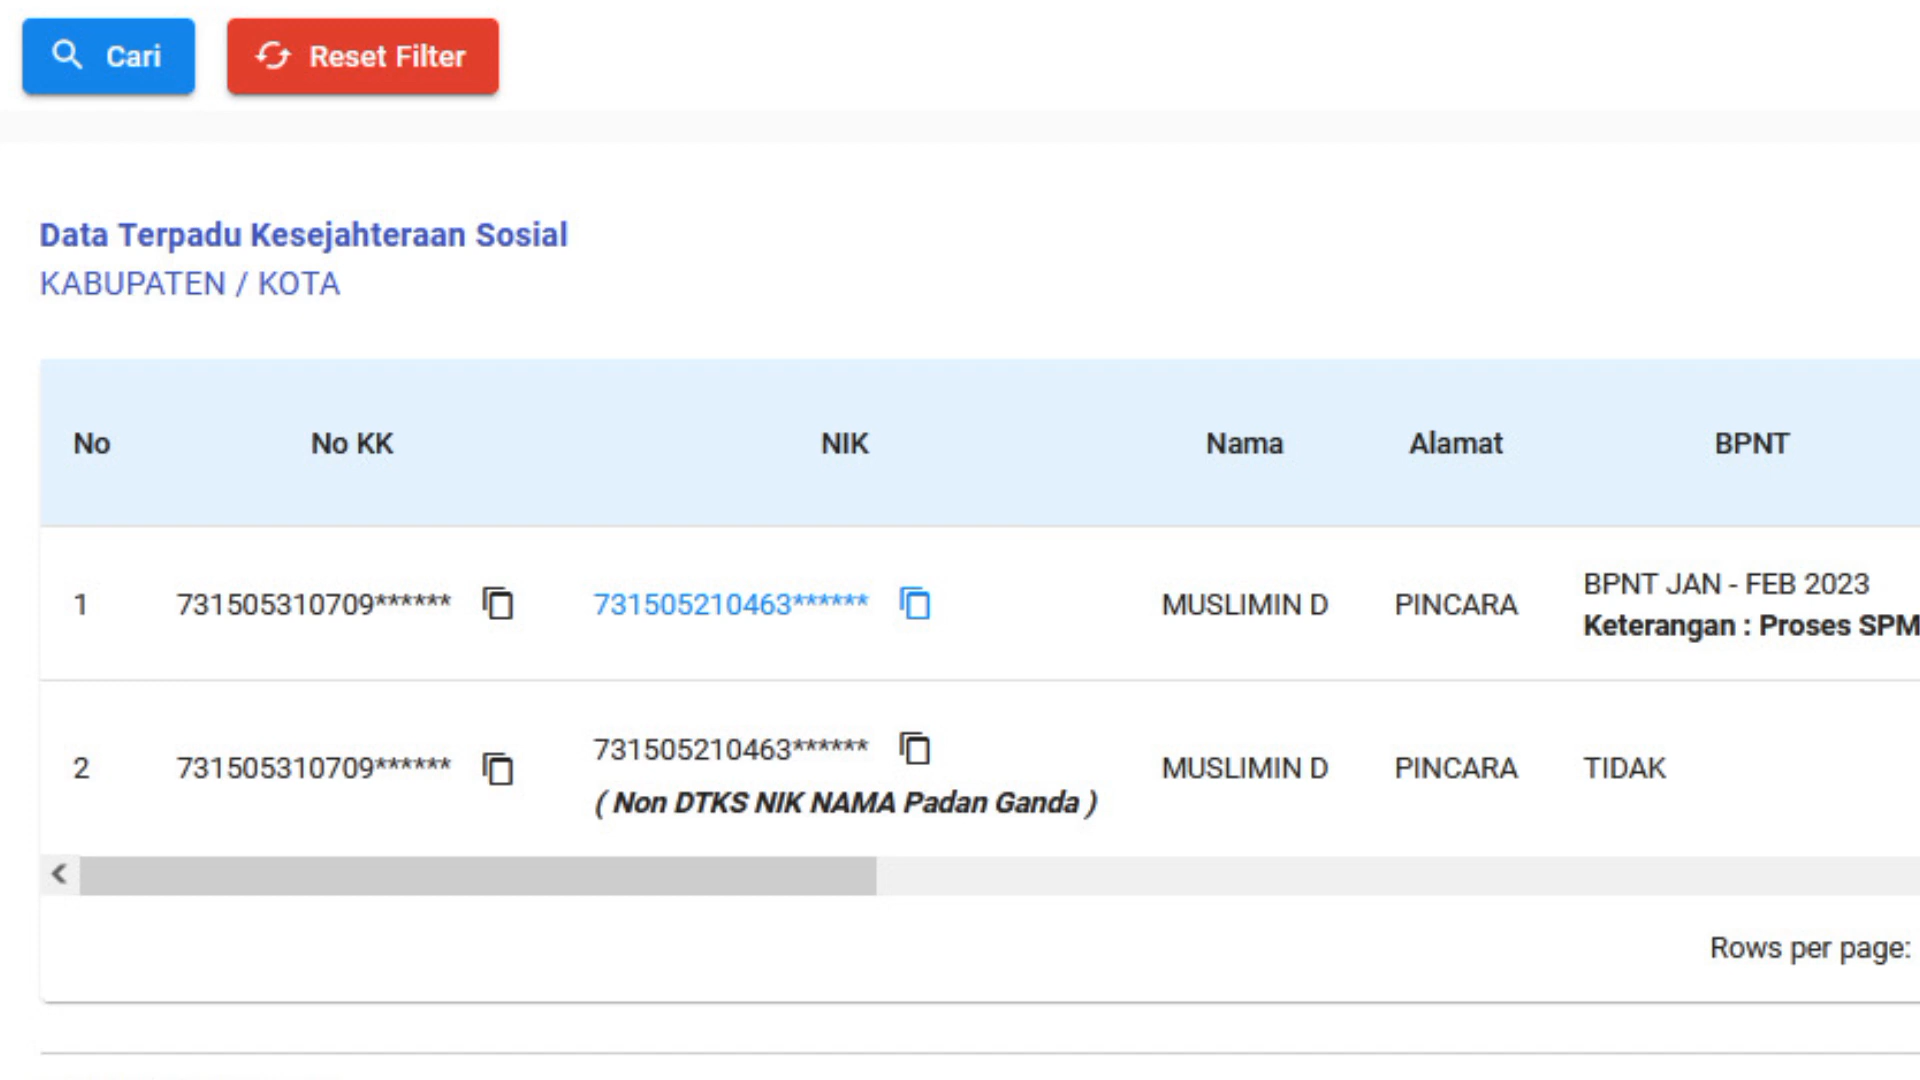 Cari
Reset Filter
Data Terpadu Kesejahteraan Sosial
KABUPATEN / KOTA
No No KK NIK Nama Alamat BPNT
1 731505310709****** 731505210463****** MUSLIMIN D PINCARA BPNT JAN - FEB 2023
Keterangan : Proses SPM
2 731505310709****** 731505210463****** MUSLIMIN D PINCARA TIDAK
( Non DTKS NIK NAMA Padan Ganda )
Rows per page: